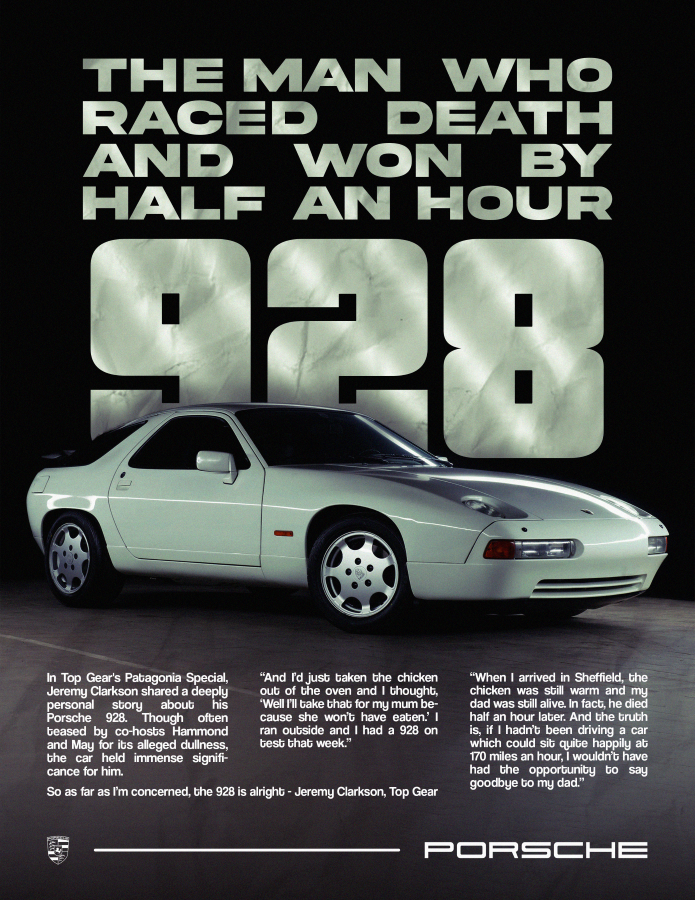 THE MAN WHO
RACED DEATH
AND WON BY
HALF AN HOUR
928
In Top Gear's Patagonia Special,
Jeremy Clarkson shared a deeply
personal story about his
Porsche 928. Though often
teased by co-hosts Hammond
and May for its alleged dullness,
the car held immense signifi-
cance for him.
“And I’d just taken the chicken
out of the oven and I thought,
‘Well I’ll take that for my mum be-
cause she won’t have eaten.’ I
ran outside and I had a 928 on
test that week.”
“When I arrived in Sheffield, the
chicken was still warm and my
dad was still alive. In fact, he died
half an hour later. And the truth
is, if I hadn’t been driving a car
which could sit quite happily at
170 miles an hour, I wouldn’t have
had the opportunity to say
goodbye to my dad.”
So as far as I’m concerned, the 928 is alright - Jeremy Clarkson, Top Gear
PORSCHE